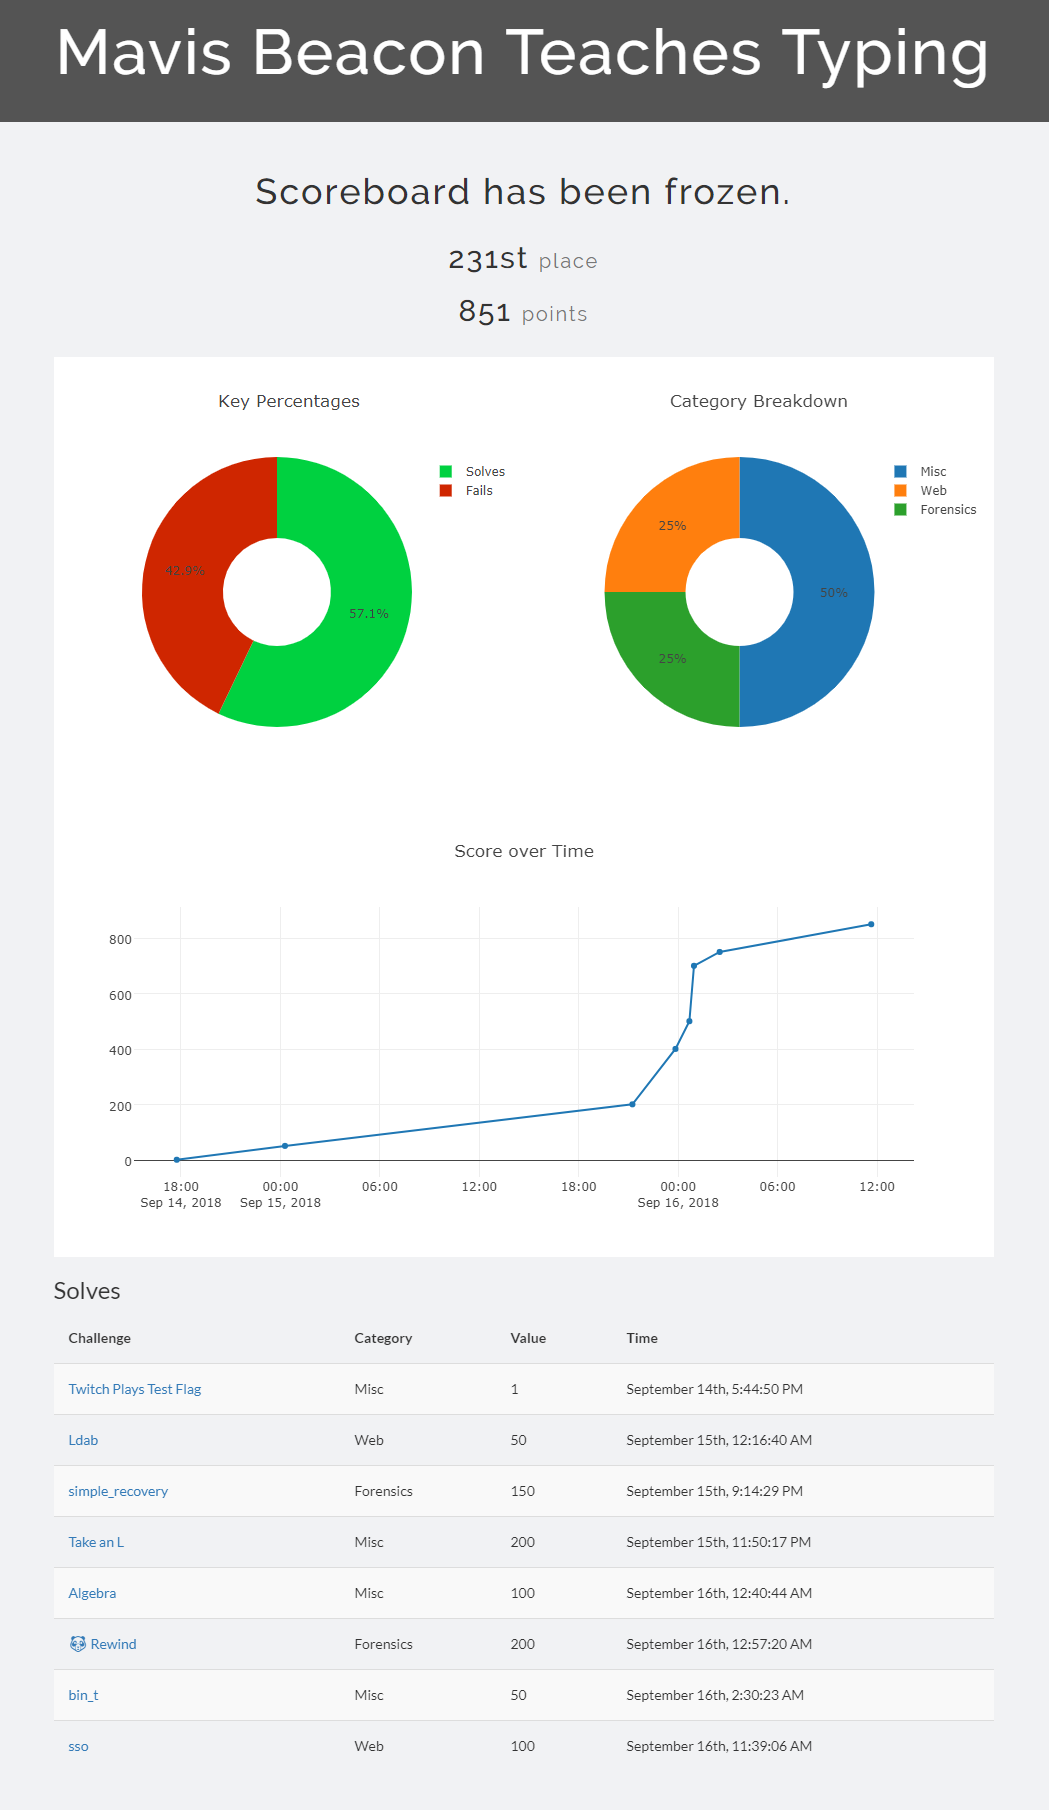 Mavis Beacon Teaches Typing
Scoreboard has been frozen.
231st place
851 points
Key Percentages
Solves
Fails
42.9%
57.1%
Category Breakdown
Misc
Web
Forensics
25%
50%
25%
Score over Time
800
600
400
200
0
18:00 00:00 06:00 12:00 18:00 00:00 06:00 12:00
Sep 14, 2018 Sep 15, 2018 Sep 16, 2018
Solves
Challenge Category Value Time
Twitch Plays Test Flag Misc 1 September 14th, 5:44:50 PM
Ldab Web 50 September 15th, 12:16:40 AM
simple_recovery Forensics 150 September 15th, 9:14:29 PM
Take an L Misc 200 September 15th, 11:50:17 PM
Algebra Misc 100 September 16th, 12:40:44 AM
🐼 Rewind Forensics 200 September 16th, 12:57:20 AM
bin_t Misc 50 September 16th, 2:30:23 AM
sso Web 100 September 16th, 11:39:06 AM